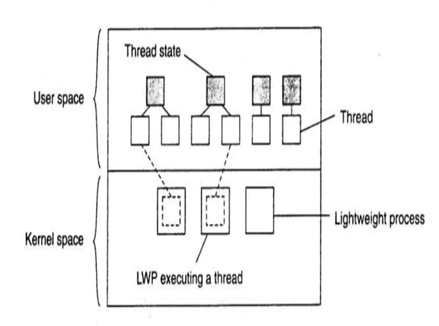 Thread state
User space
Thread
Kernel space
Lightweight process
LWP executing a thread